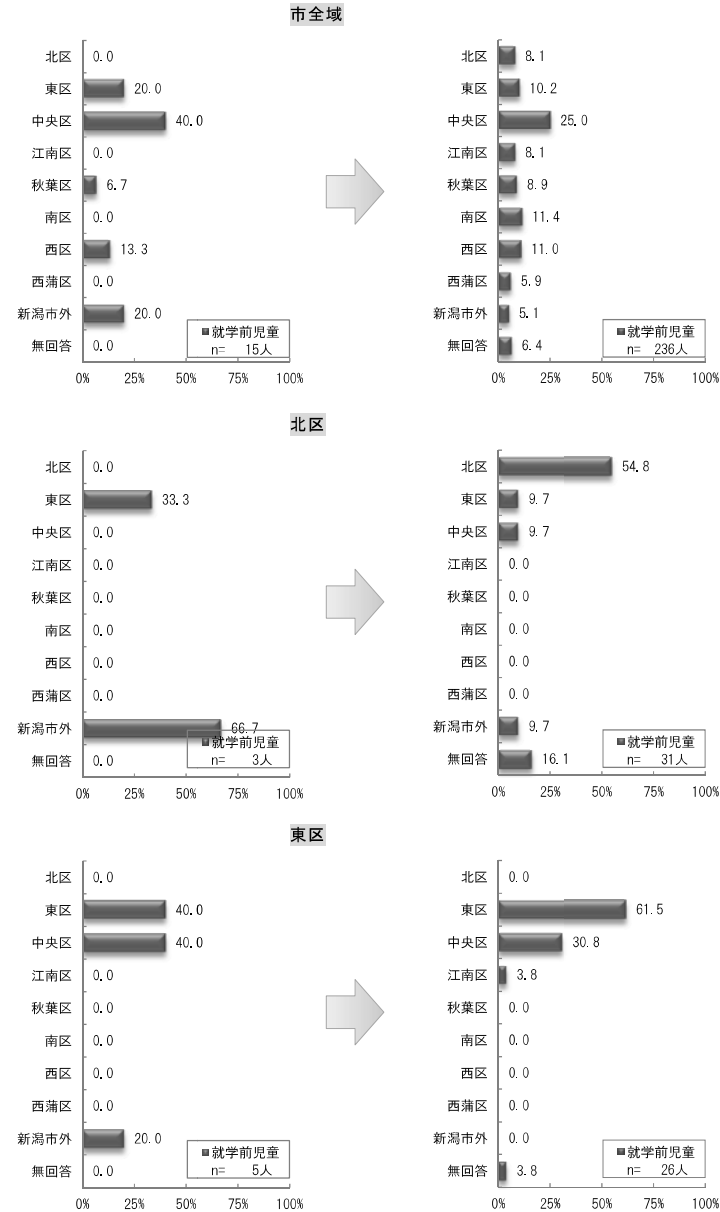 市全域
北区 0.0
東区 20.0
中央区 40.0
江南区 0.0
秋葉区 6.7
南区 0.0
西区 13.3
西蒲区 0.0
新潟市外 20.0
無回答 0.0
就学前児童
n= 15人
0% 25% 50% 75% 100%
北区 8.1
東区 10.2
中央区 25.0
江南区 8.1
秋葉区 8.9
南区 11.4
西区 11.0
西蒲区 5.9
新潟市外 5.1
無回答 6.4
就学前児童
n= 236人
0% 25% 50% 75% 100%
北区
北区 0.0
東区 33.3
中央区 0.0
江南区 0.0
秋葉区 0.0
南区 0.0
西区 0.0
西蒲区 0.0
新潟市外 66.7
無回答 0.0
就学前児童
n= 3人
0% 25% 50% 75% 100%
北区 54.8
東区 9.7
中央区 9.7
江南区 0.0
秋葉区 0.0
南区 0.0
西区 0.0
西蒲区 0.0
新潟市外 9.7
無回答 16.1
就学前児童
n= 31人
0% 25% 50% 75% 100%
東区
北区 0.0
東区 40.0
中央区 40.0
江南区 0.0
秋葉区 0.0
南区 0.0
西区 0.0
西蒲区 0.0
新潟市外 20.0
無回答 0.0
就学前児童
n= 5人
0% 25% 50% 75% 100%
北区 0.0
東区 61.5
中央区 30.8
江南区 3.8
秋葉区 0.0
南区 0.0
西区 0.0
西蒲区 0.0
新潟市外 0.0
無回答 3.8
就学前児童
n= 26人
0% 25% 50% 75% 100%